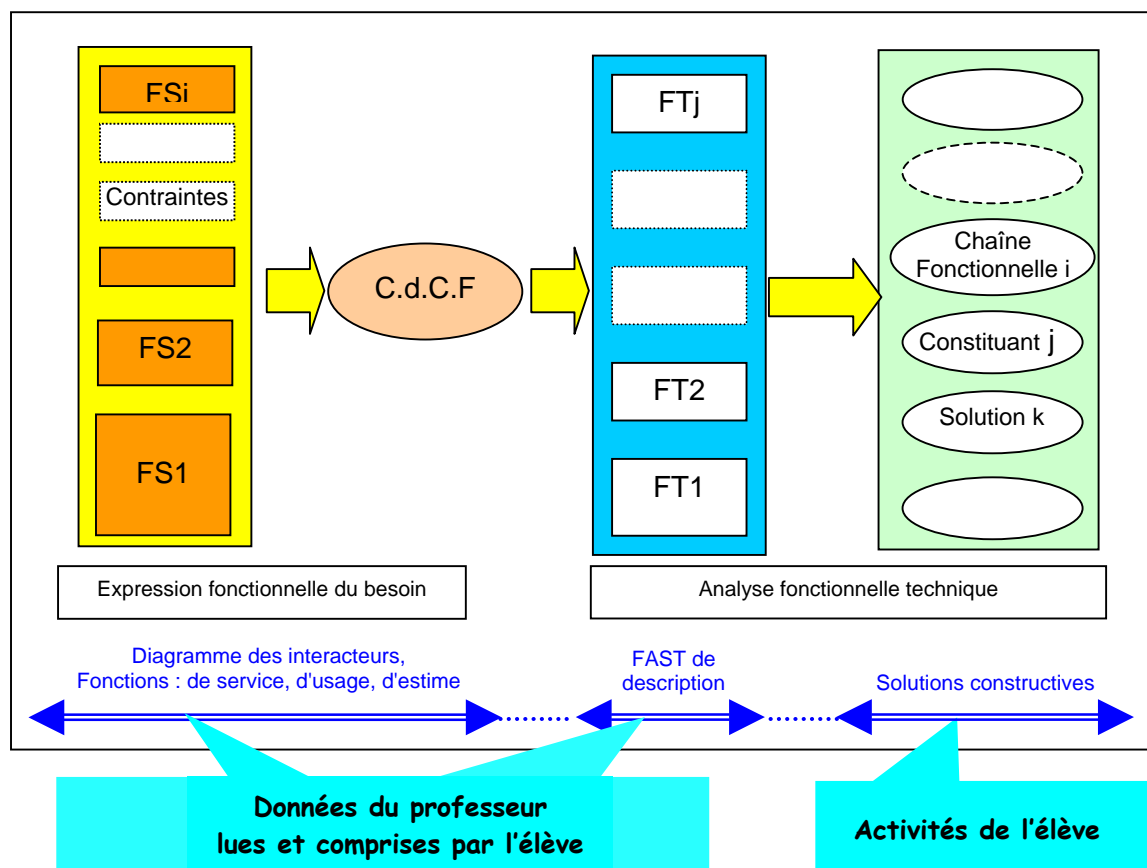 FSi
Contraintes
FS2
FS1
C.d.C.F
FTj
FT2
FT1
Chaîne
Fonctionnelle i
Constituant j
Solution k
Expression fonctionnelle du besoin
Analyse fonctionnelle technique
Diagramme des interacteurs,
Fonctions : de service, d'usage, d'estime
FAST de
description
Solutions constructives
Données du professeur
lues et comprises par l'élève
Activités de l'élève